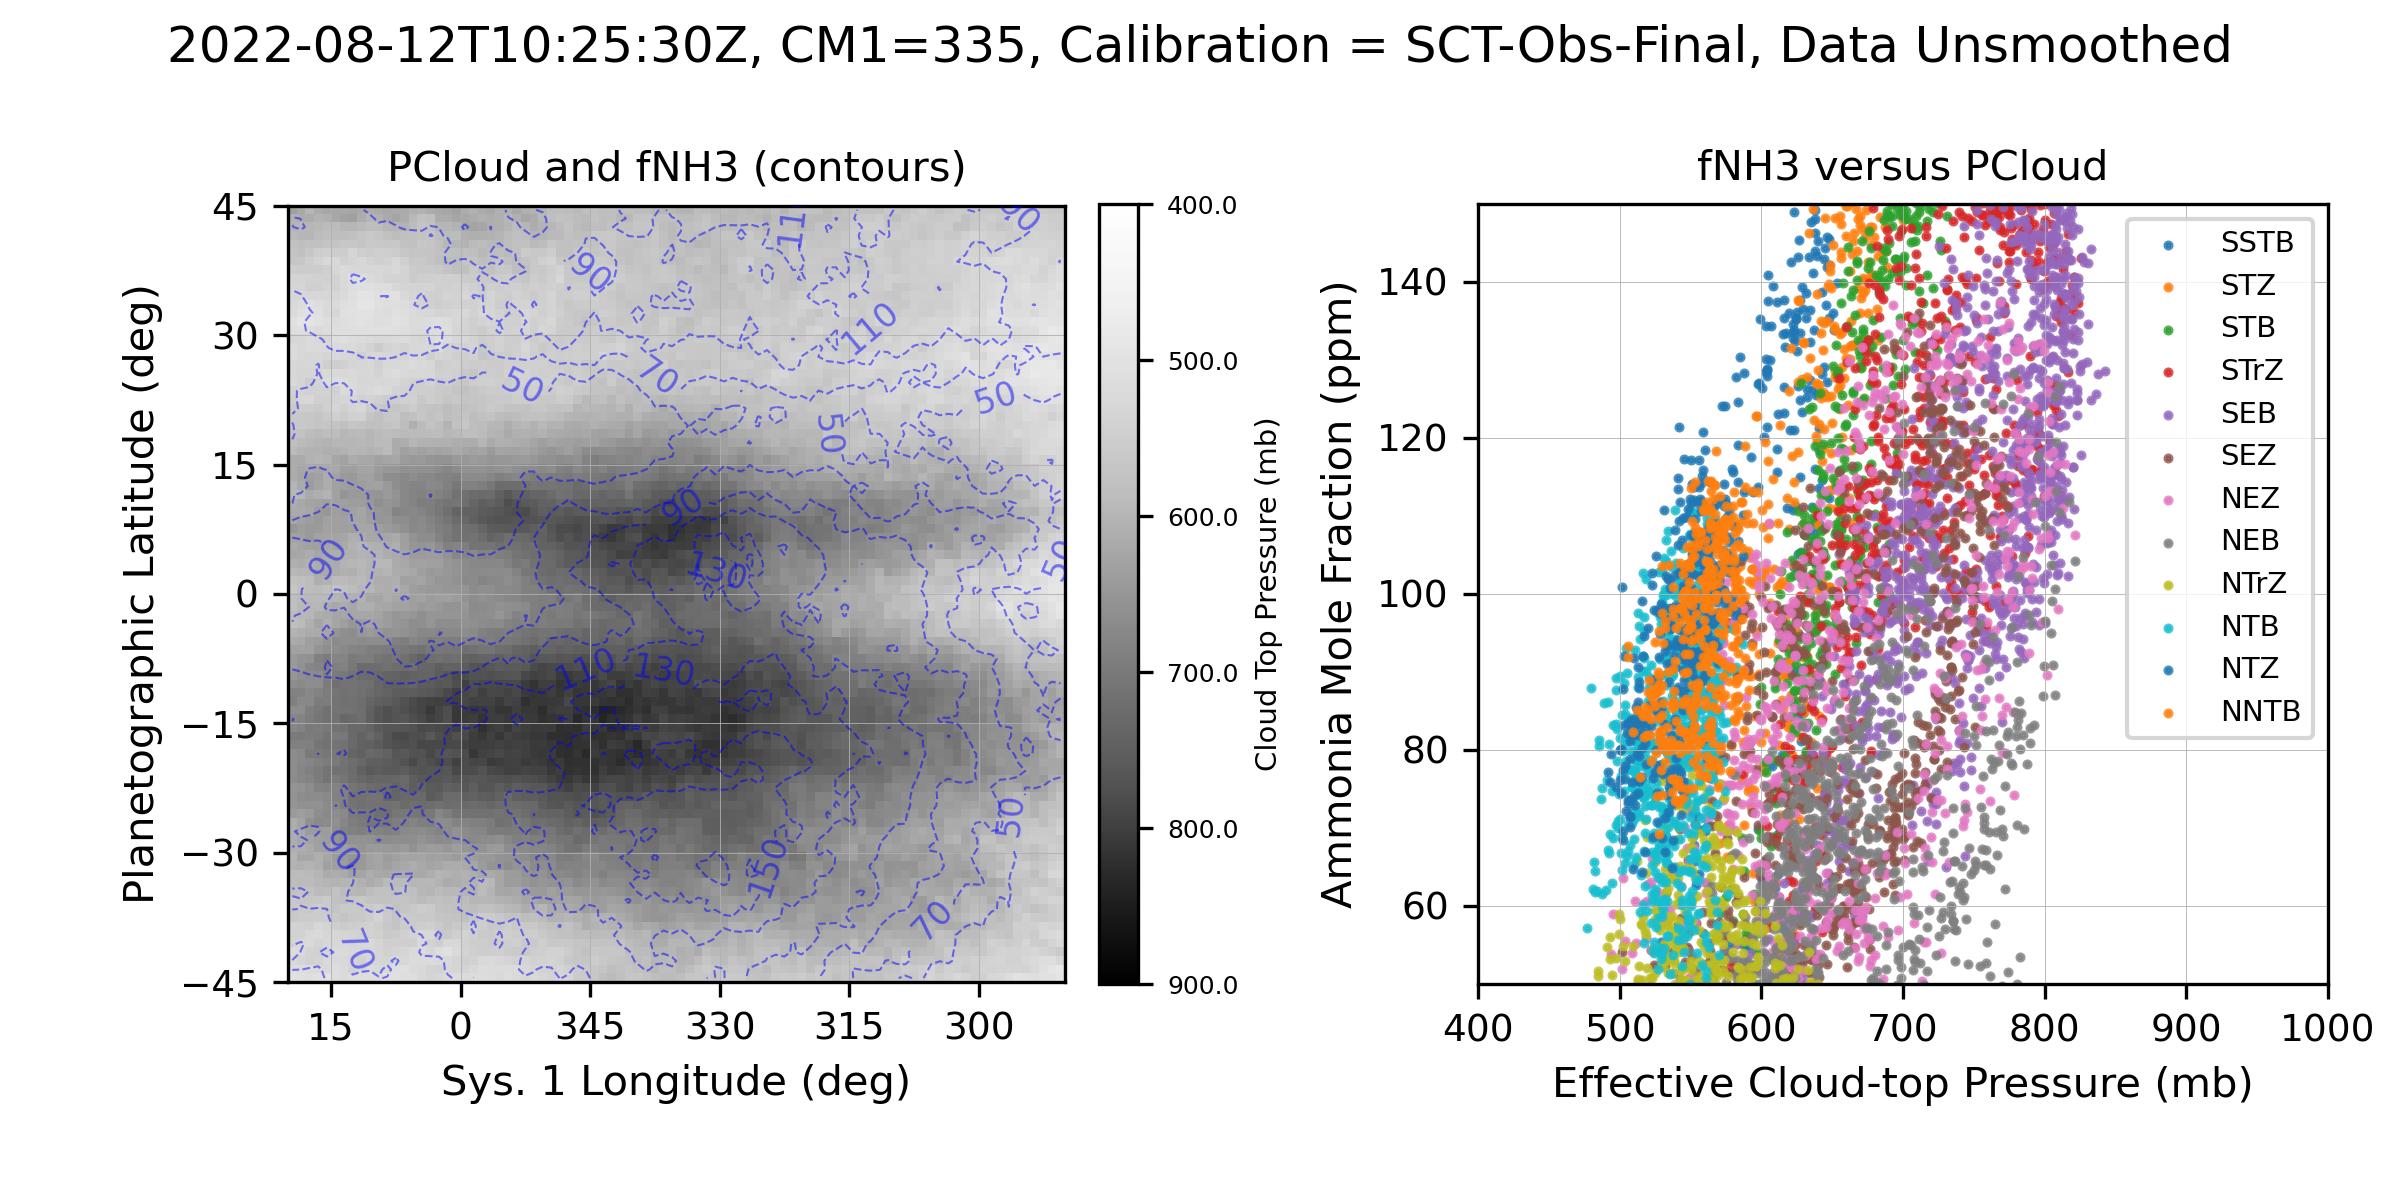 2022-08-12T10:25:30Z, CM1=335, Calibration = SCT-Obs-Final, Data Unsmoothed
PCloud and fNH3 (contours)
45
30
15
0
−15
−30
−45
Planetographic Latitude (deg)
15 0 345 330 315 300
Sys. 1 Longitude (deg)
90
111
90
110
70
50
50
50
90
130
90
50
110
130
50
90
150
70
70
400.0
500.0
600.0
700.0
800.0
900.0
Cloud Top Pressure (mb)
fNH3 versus PCloud
140
120
100
80
60
Ammonia Mole Fraction (ppm)
400 500 600 700 800 900 1000
Effective Cloud-top Pressure (mb)
SSTB
STZ
STB
STrZ
SEB
SEZ
NEZ
NEB
NTrZ
NTB
NTZ
NNTB